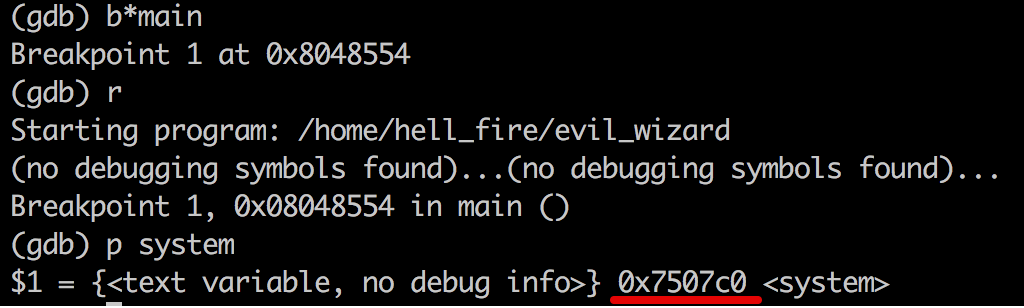 (gdb) b*main
Breakpoint 1 at 0x8048554
(gdb) r
Starting program: /home/hell_fire/evil_wizard
(no debugging symbols found)...(no debugging symbols found)...
Breakpoint 1, 0x08048554 in main ()
(gdb) p system
$1 = {<text variable, no debug info>} 0x7507c0 <system>